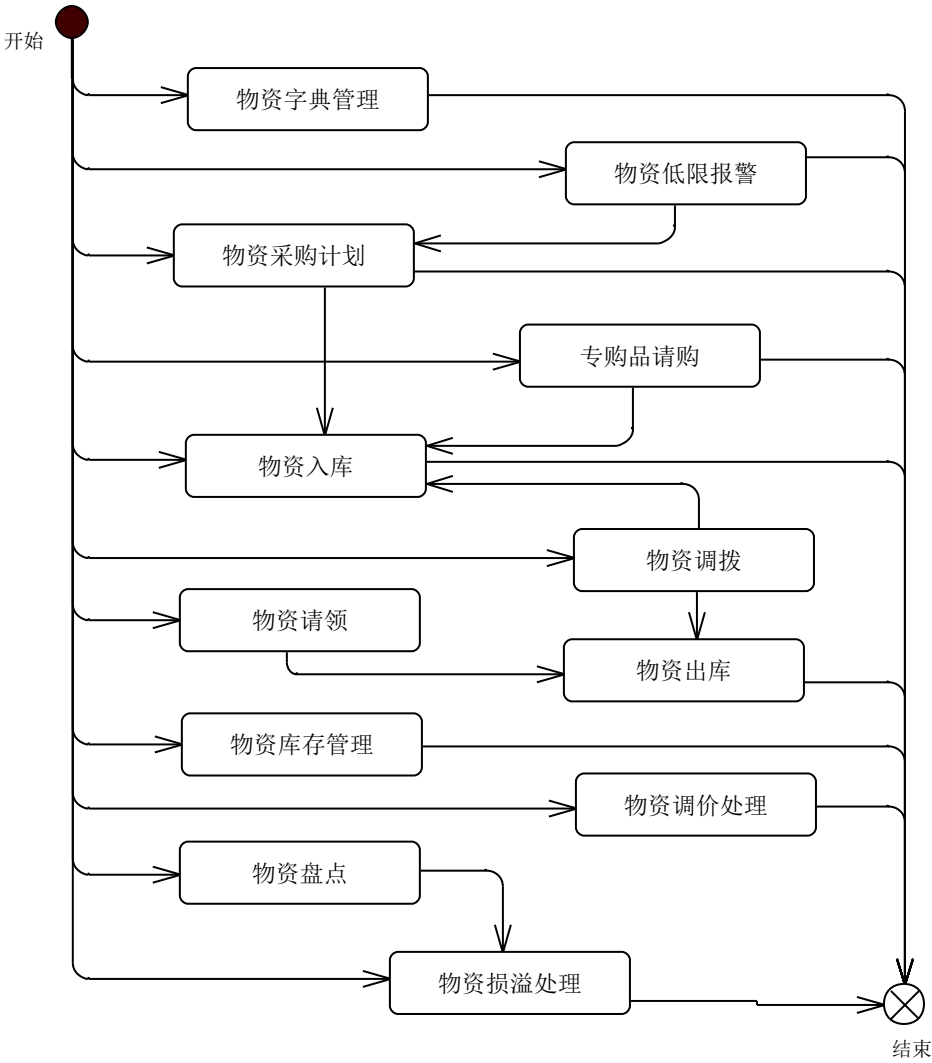 开始
物资字典管理
物资低限报警
物资采购计划
专购品请购
物资入库
物资调拨
物资请领
物资出库
物资库存管理
物资调价处理
物资盘点
物资损溢处理
结束